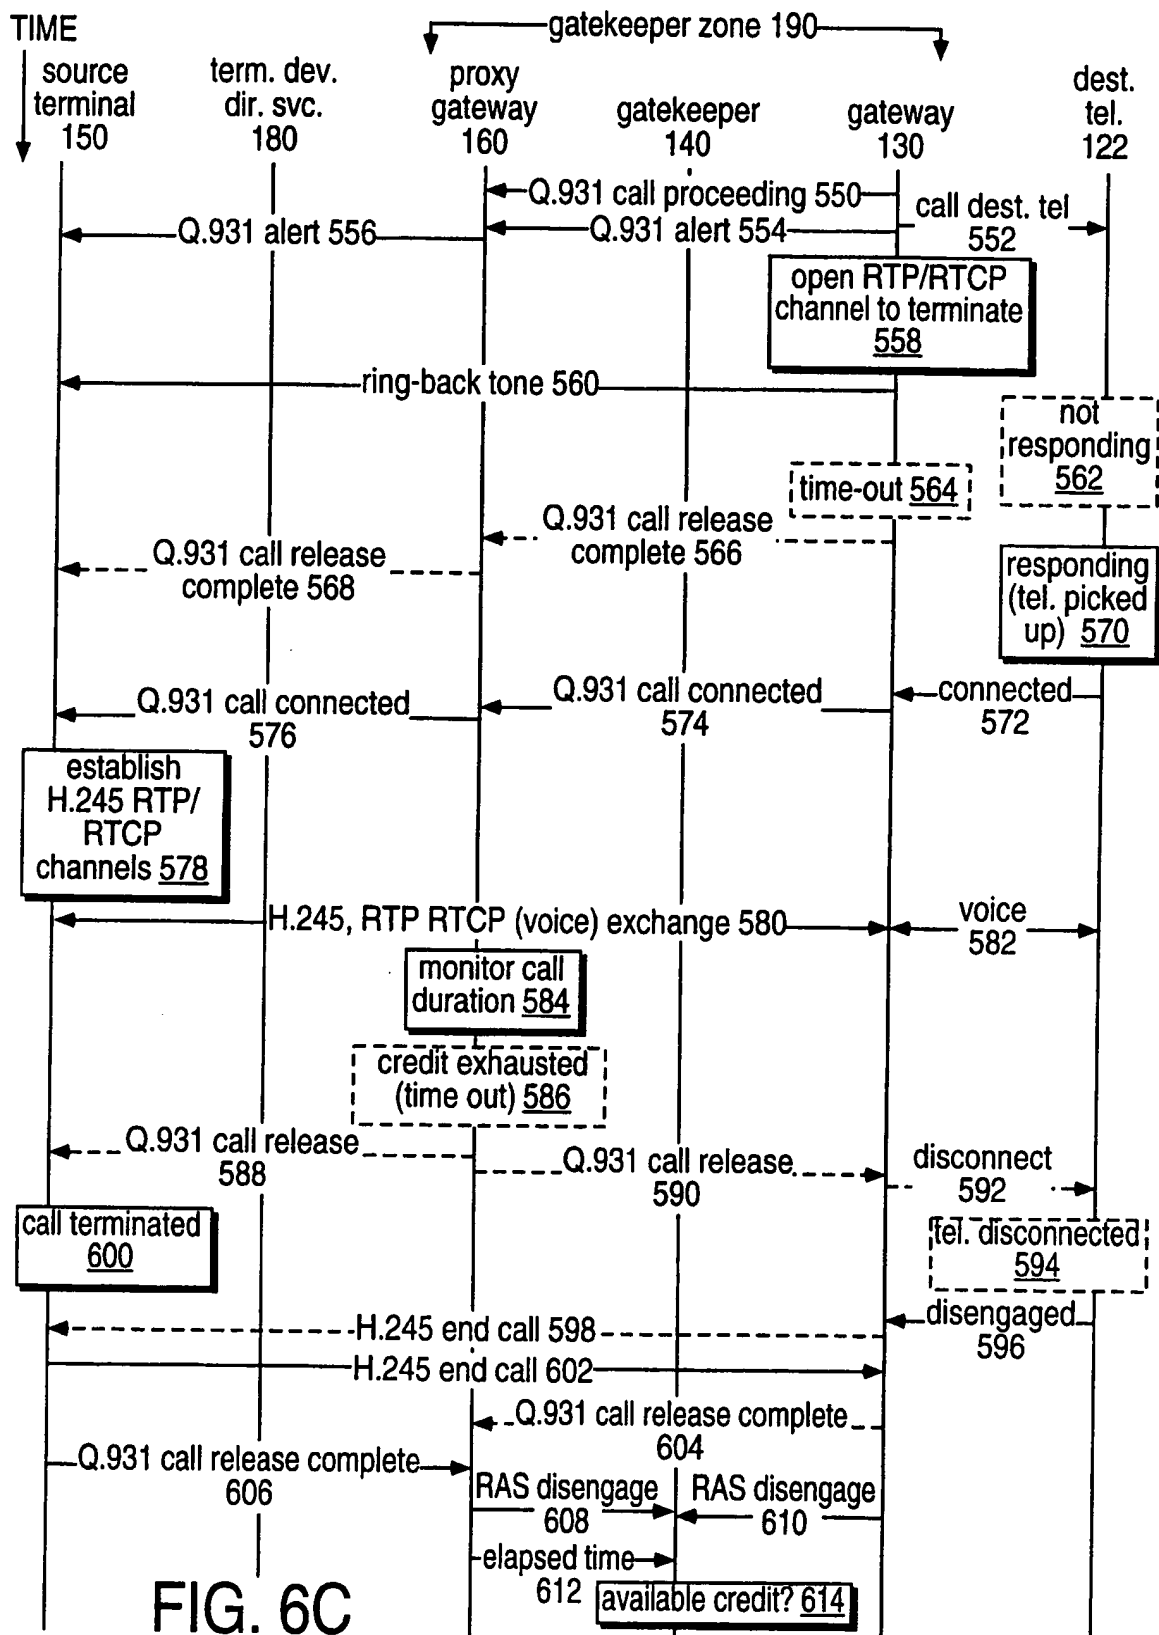 TIME
gatekeeper zone 190
source
terminal
150
term. dev.
dir. svc.
180
proxy
gateway
160
gatekeeper
140
gateway
130
dest.
tel.
122
Q.931 call proceeding 550
call dest. tel
552
Q.931 alert 556
Q.931 alert 554
open RTP/RTCP
channel to terminate
558
ring-back tone 560
not
responding
562
time-out 564
Q.931 call release
complete 566
Q.931 call release
complete 568
responding
(tel. picked
up) 570
connected
572
Q.931 call connected
574
Q.931 call connected
576
establish
H.245 RTP/
RTCP
channels 578
H.245, RTP RTCP (voice) exchange 580
voice
582
monitor call
duration 584
credit exhausted
(time out) 586
Q.931 call release
588
Q.931 call release
590
disconnect
592
call terminated
600
tel. disconnected
594
disengaged
596
H.245 end call 598
H.245 end call 602
Q.931 call release complete
604
Q.931 call release complete
606
RAS disengage
608
RAS disengage
610
elapsed time
612
available credit? 614
FIG. 6C